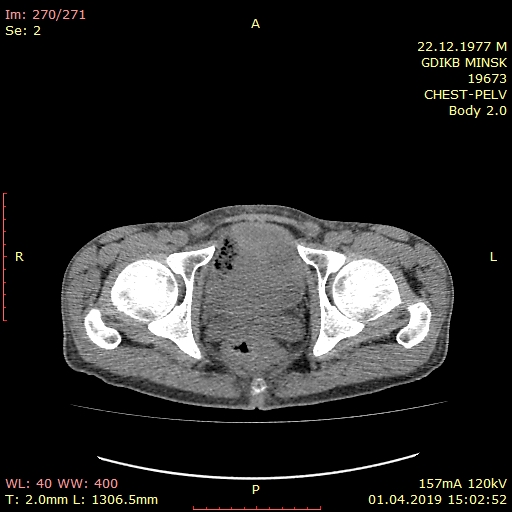 Im: 270/271
Se: 2
A
22.12.1977 M
GDIKB MINSK
19673
CHEST-PELV
Body 2.0
R
L
WL: 40 WW: 400
T: 2.0mm L: 1306.5mm
P
157mA 120kV
01.04.2019 15:02:52